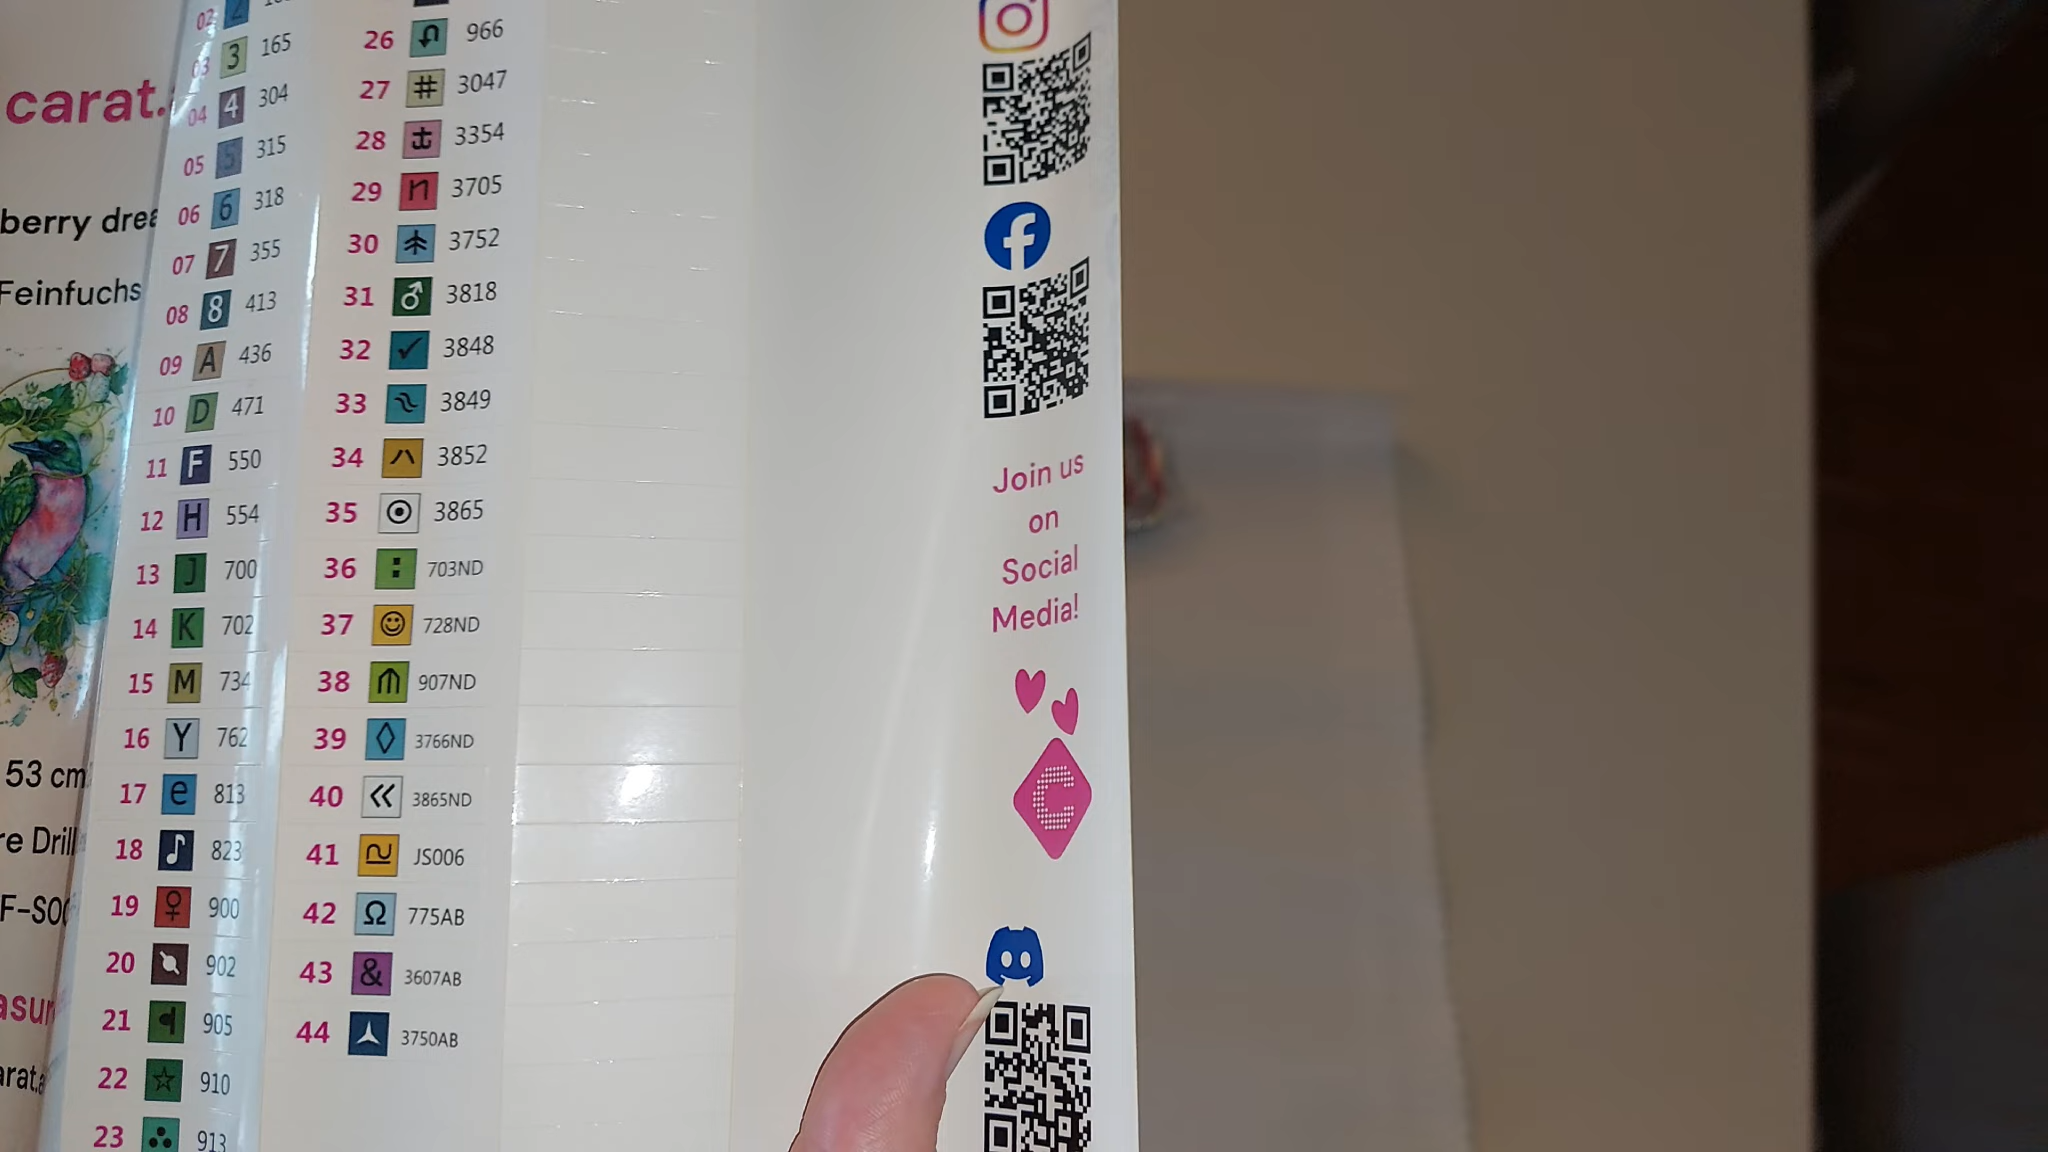 carat.
berry drea
Feinfuchs
53 cm
re Drill
F-S00
asur
arat.a
02 2
03 3 165
04 4 304
05 5 315
06 6 318
07 7 355
08 8 413
09 A 436
10 D 471
11 F 550
12 H 554
13 J 700
14 K 702
15 M 734
16 Y 762
17 e 813
18 ♪ 823
19 ♀ 900
20 902
21 905
22 ☆ 910
23 913
26 966
27 # 3047
28 3354
29 n 3705
30 3752
31 ♂ 3818
32 ✓ 3848
33 3849
34 3852
35 ⊙ 3865
36 : 703ND
37 ☺ 728ND
38 907ND
39 ◊ 3766ND
40 « 3865ND
41 JS006
42 Ω 775AB
43 & 3607AB
44 3750AB
Join us
on
Social
Media!
C